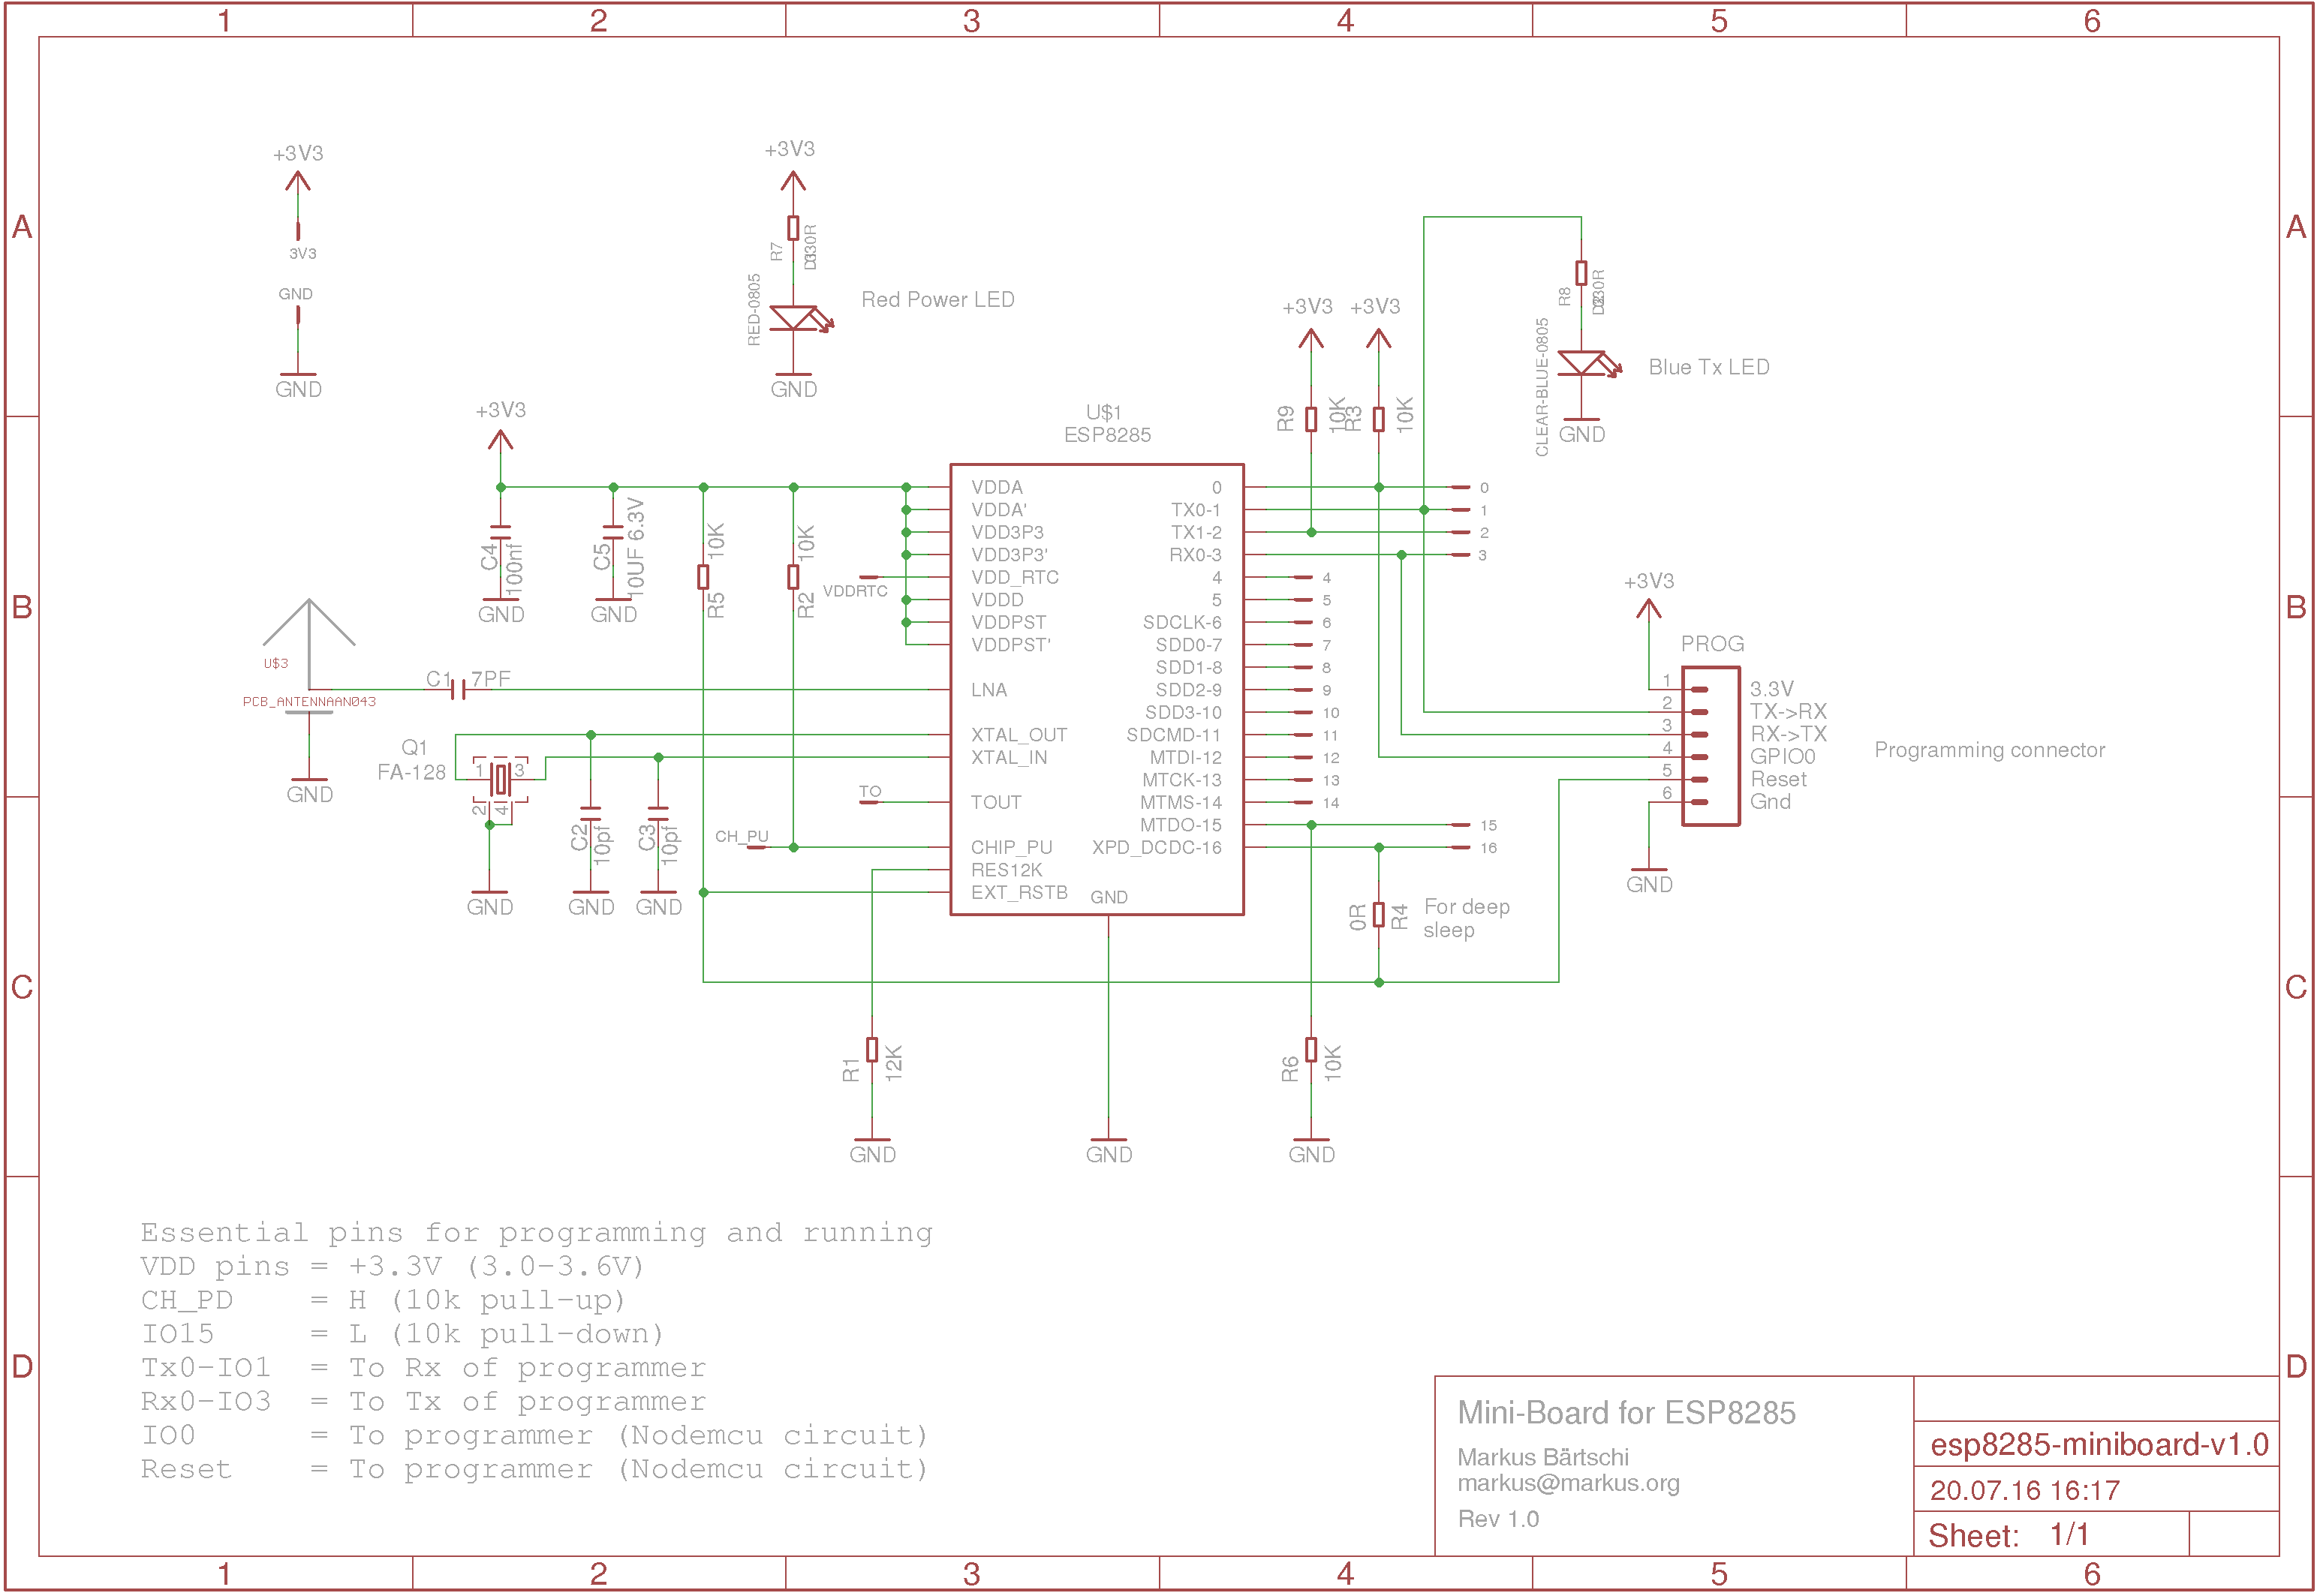 1 2 3 4 5 6
A A
B B
C C
D D
+3V3
3V3
GND
GND
+3V3
R7
330R
RED-0805
Red Power LED
GND
R8
330R
CLEAR-BLUE-0805
Blue Tx LED
GND
+3V3 +3V3
R9 10K R3 10K
+3V3
C4 100nf
GND
C5 10UF 6.3V
GND
10K R5
10K R2
VDDRTC
U$1
ESP8285
VDDA 0 0
VDDA' TX0-1 1
VDD3P3 TX1-2 2
VDD3P3' RX0-3 3
VDD_RTC 4 4
VDDD 5 5
VDDPST SDCLK-6 6
VDDPST' SDD0-7 7
SDD1-8 8
LNA SDD2-9 9
SDD3-10 10
XTAL_OUT SDCMD-11 11
XTAL_IN MTDI-12 12
MTCK-13 13
TOUT MTMS-14 14
MTDO-15 15
CHIP_PU XPD_DCDC-16 16
RES12K
EXT_RSTB GND
U$3
PCB_ANTENNAAN043
GND
C1 7PF
Q1
FA-128
1 3
2 4
GND
C2 10pf
GND
C3 10pf
GND
TO
CH_PU
+3V3
PROG
1 3.3V
2 TX->RX
3 RX->TX
4 GPIO0
5 Reset
6 Gnd
Programming connector
GND
0R R4
For deep
sleep
R1 12K
GND
GND
R6 10K
GND
Essential pins for programming and running
VDD pins = +3.3V (3.0-3.6V)
CH_PD = H (10k pull-up)
IO15 = L (10k pull-down)
Tx0-IO1 = To Rx of programmer
Rx0-IO3 = To Tx of programmer
IO0 = To programmer (Nodemcu circuit)
Reset = To programmer (Nodemcu circuit)
Mini-Board for ESP8285
Markus Bärtschi
markus@markus.org
Rev 1.0
esp8285-miniboard-v1.0
20.07.16 16:17
Sheet: 1/1
1 2 3 4 5 6